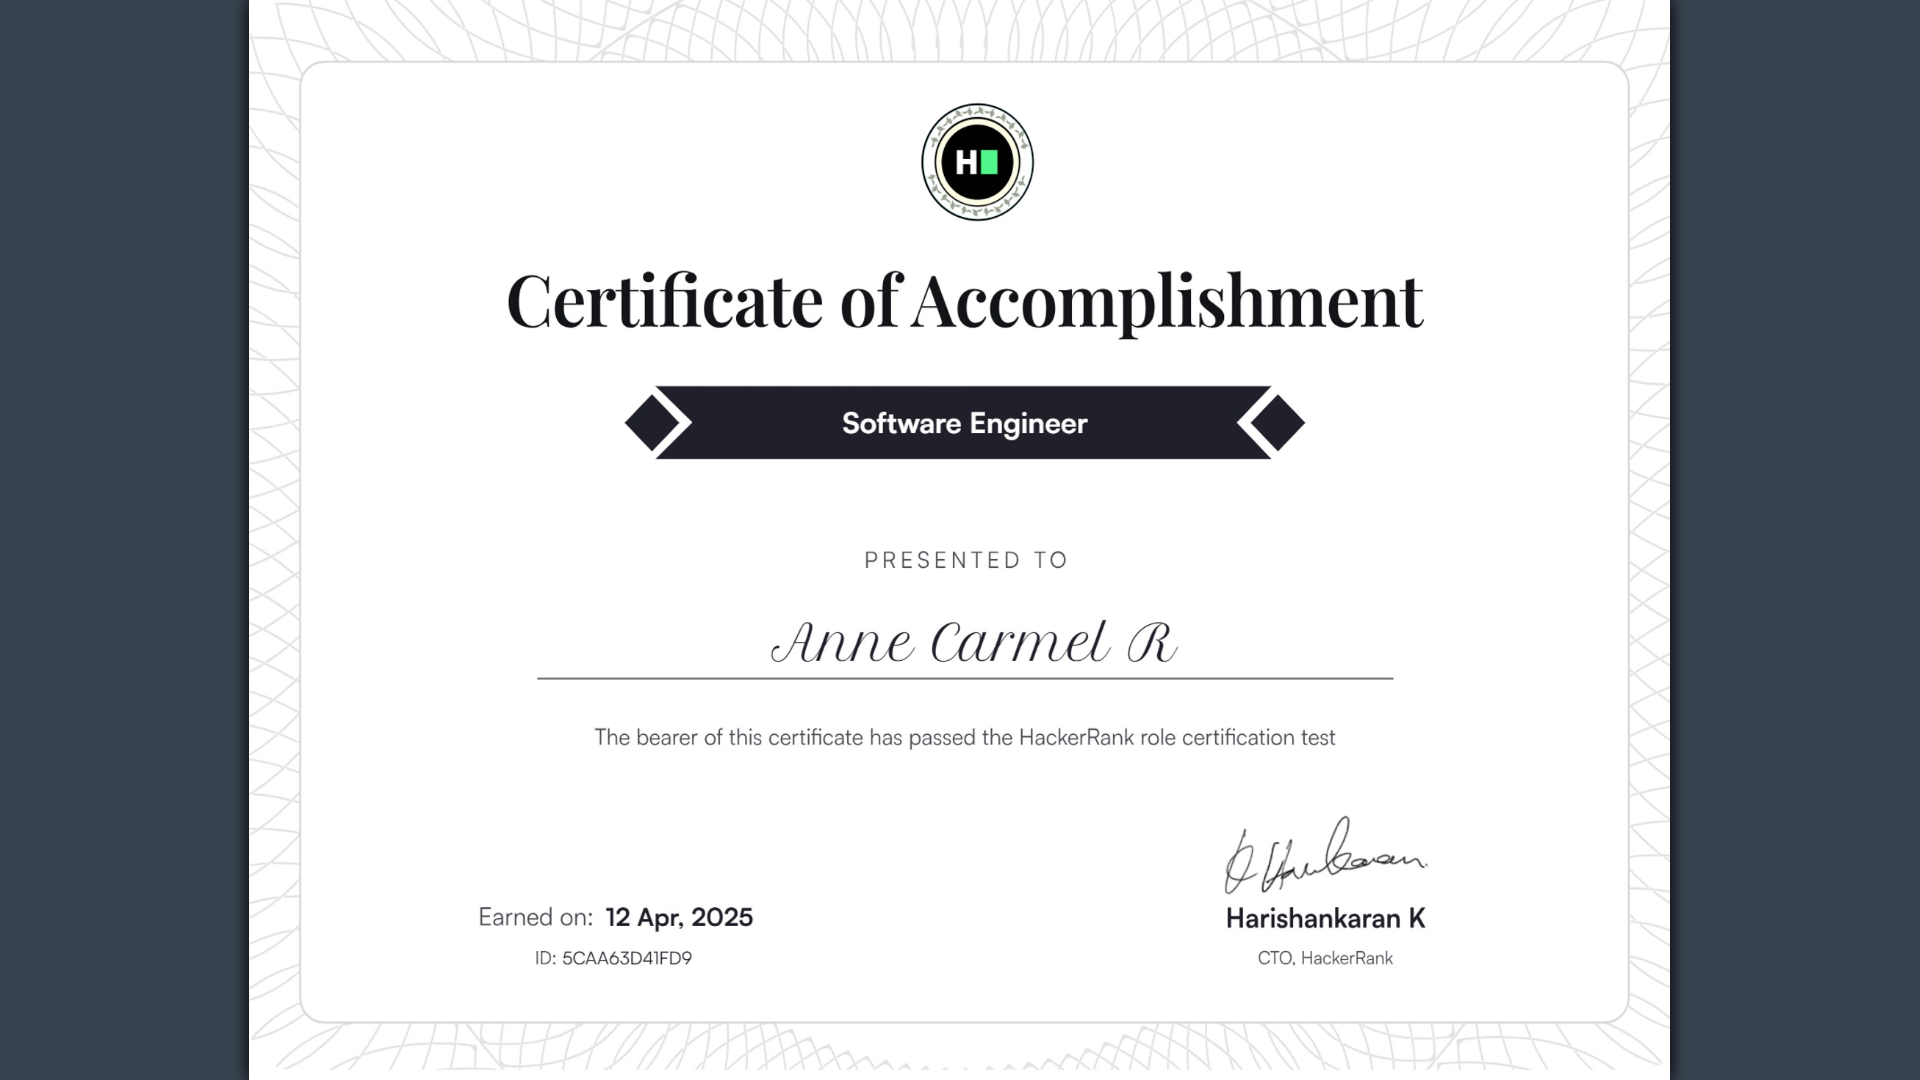 H
Certificate of Accomplishment
Software Engineer
PRESENTED TO
Anne Carmel R
The bearer of this certificate has passed the HackerRank role certification test
Earned on: 12 Apr, 2025
ID: 5CAA63D41FD9
Harishankaran K
CTO, HackerRank